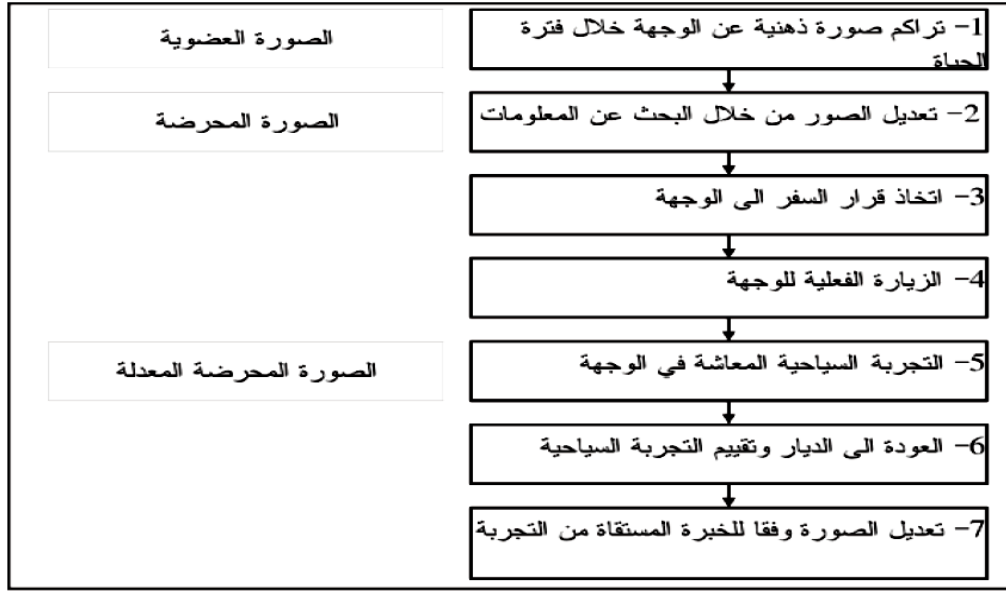 1- تراكم صورة ذهنية عن الوجهة خلال فترة
الحياة
الصورة العضوية
2- تعديل الصور من خلال البحث عن المعلومات
الصورة المحرضة
3- اتخاذ قرار السفر الى الوجهة
4- الزيارة الفعلية للوجهة
5- التجربة السياحية المعاشة في الوجهة
الصورة المحرضة المعدلة
6- العودة الى الديار وتقييم التجربة السياحية
7- تعديل الصورة وفقا للخبرة المستقاة من التجربة